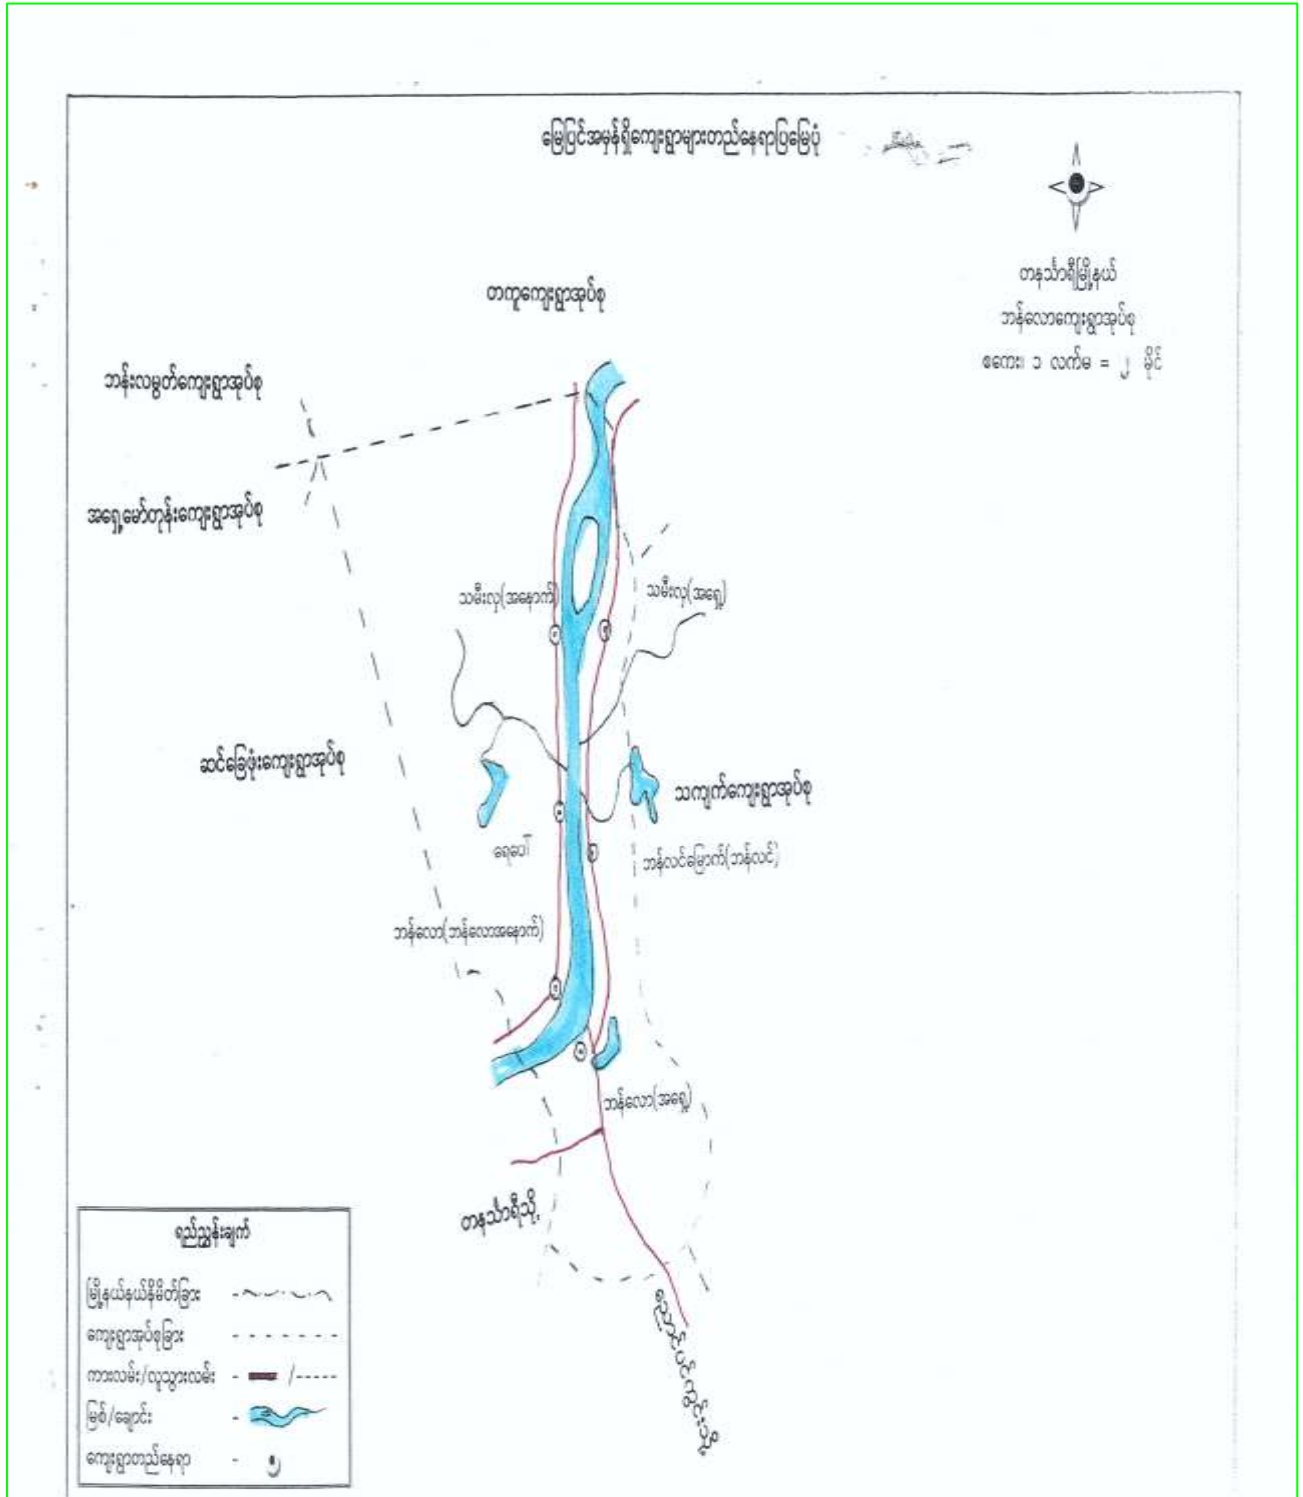 မြေပြင်အမှန်ရှိကျေးရွာများတည်နေရာပြမြေပုံ
တနင်္သာရီမြို့နယ်
ဘန်လောကျေးရွာအုပ်စု
စကေး၊ ၁ လက်မ = ၂ မိုင်
တကူကျေးရွာအုပ်စု
ဘန်းလမွတ်ကျေးရွာအုပ်စု
အရှေ့မော်တုန်းကျေးရွာအုပ်စု
သမီးလှ(အနောက်)
သမီးလှ(အရှေ့)
ဆင်ခြေဖုံးကျေးရွာအုပ်စု
သကျက်ကျေးရွာအုပ်စု
ရေပေါ်
ဘန်လင်မြောက်(ဘန်လင်)
ဘန်လော(ဘန်လောအနောက်)
ဘန်လော(အရှေ့)
တနင်္သာရီသို့
ညောင်ပင်ကွင်းသို့
ရည်ညွှန်းချက်
မြို့နယ်နယ်နိမိတ်ခြား
ကျေးရွာအုပ်စုခြား
ကားလမ်း/လူသွားလမ်း
မြစ်/ချောင်း
ကျေးရွာတည်နေရာ